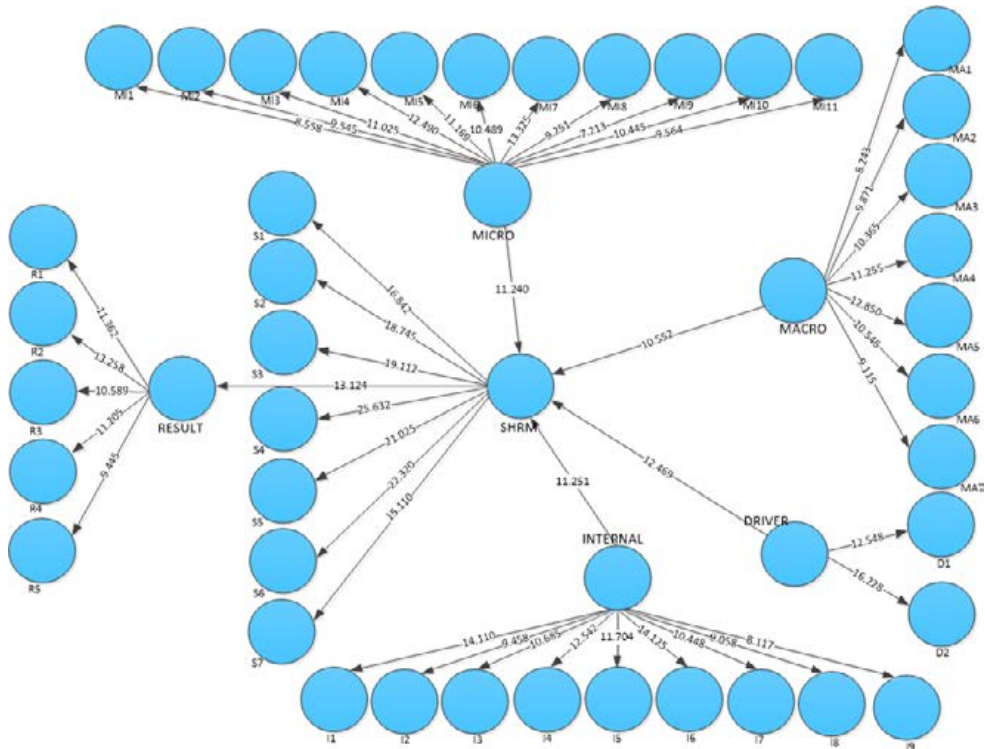 MI1
MI2
MI3
MI4
MI5
MI6
MI7
MI8
MI9
MI10
MI11
8.558
9.545
11.025
12.490
11.169
10.489
13.325
9.251
7.213
10.445
9.564
MICRO
MA1
MA2
MA3
MA4
MA5
MA6
MA7
8.243
9.871
10.365
11.255
12.850
10.546
9.115
MACRO
S1
S2
S3
S4
S5
S6
S7
16.842
18.745
19.112
25.632
21.025
22.320
15.110
11.240
10.552
SHRM
13.124
R1
R2
R3
R4
R5
11.362
13.258
10.589
11.205
9.445
RESULT
11.251
12.469
INTERNAL
DRIVER
12.548
16.228
D1
D2
14.110
9.458
10.685
12.542
11.704
14.125
10.448
9.058
8.117
I1
I2
I3
I4
I5
I6
I7
I8
I9